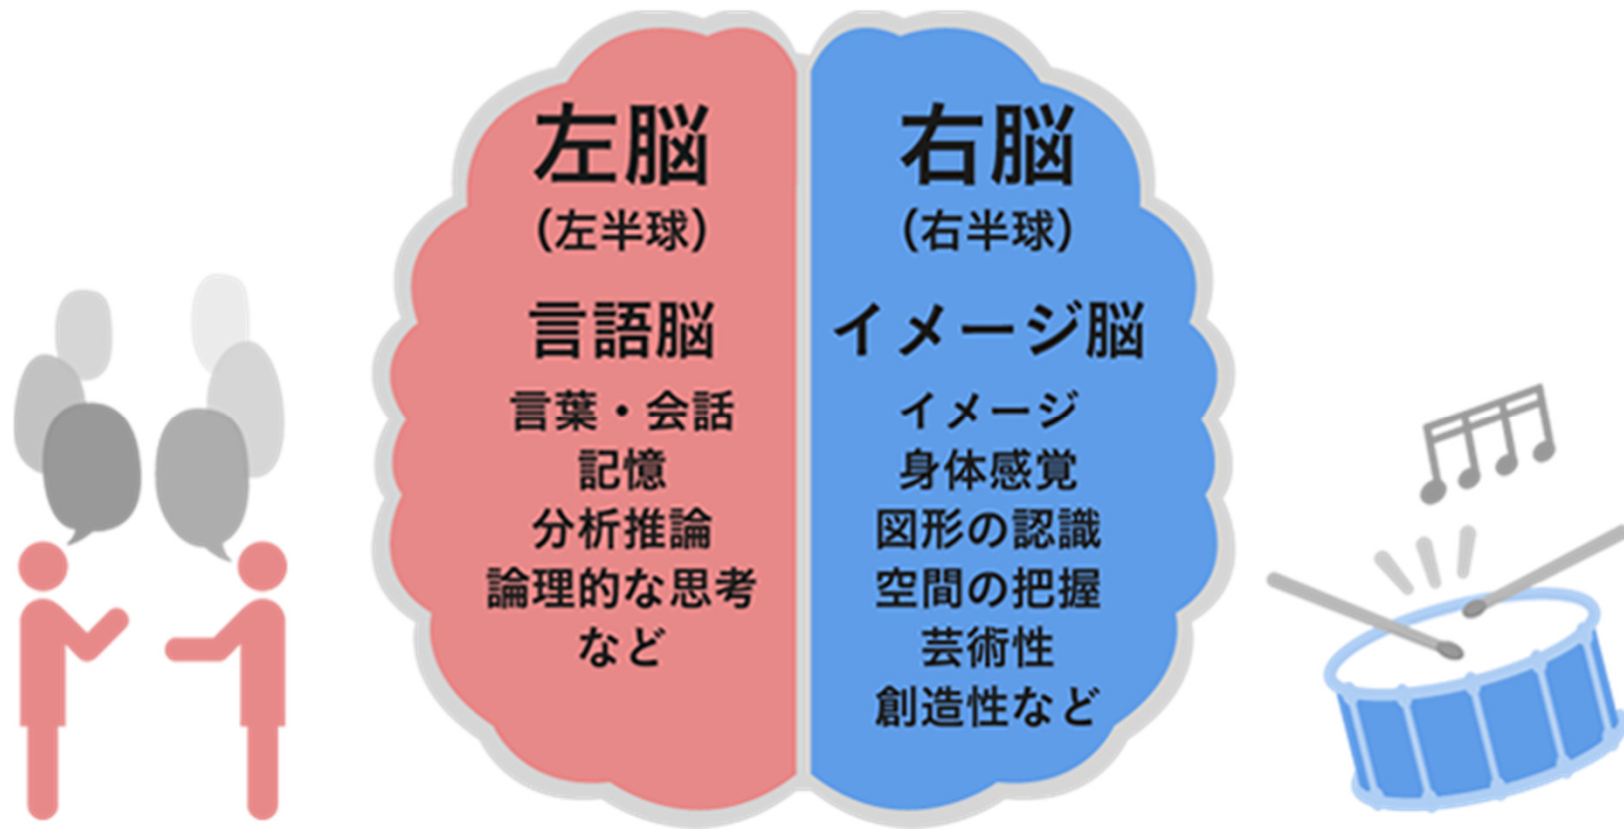 左脳
(左半球)
言語脳
言葉・会話
記憶
分析推論
論理的な思考
など
右脳
(右半球)
イメージ脳
イメージ
身体感覚
図形の認識
空間の把握
芸術性
創造性など